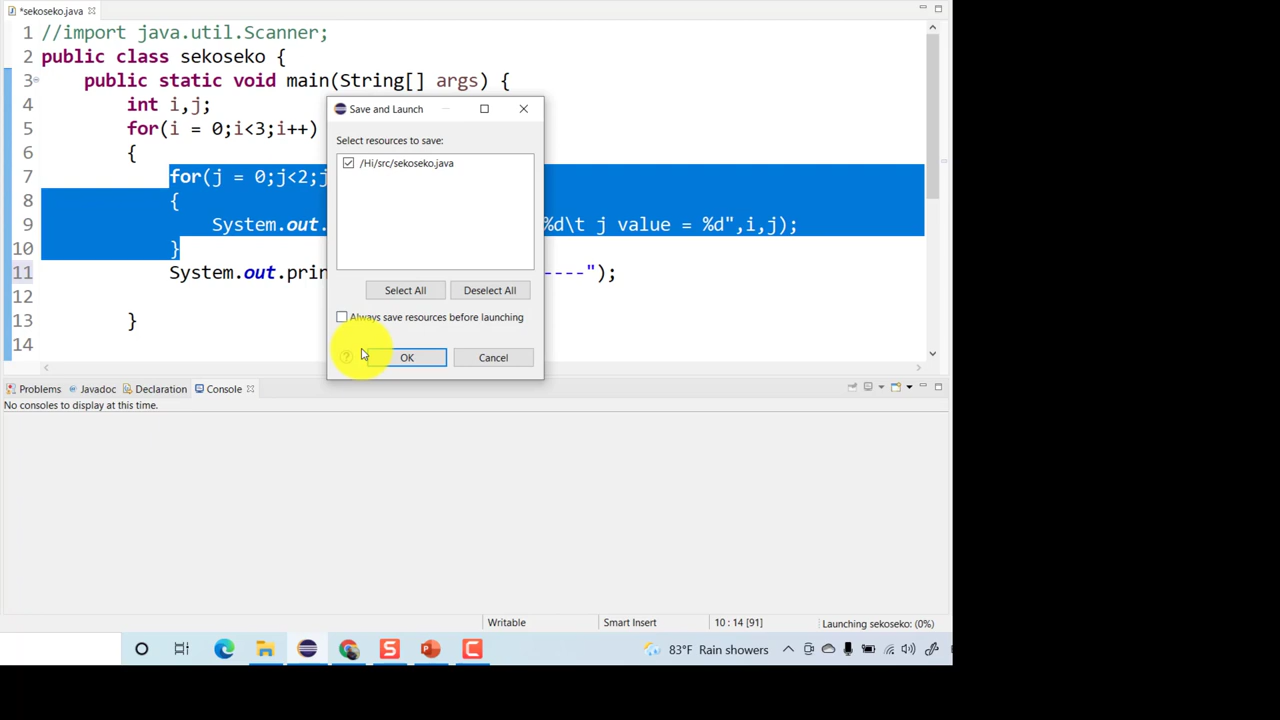 *sekoseko.java
1 //import java.util.Scanner;
2 public class sekoseko {
3 public static void main(String[] args) {
4 int i,j;
5 for(i = 0;i<3;i++)
6 {
7 for(j = 0;j<2;j
8 {
9 System.out. %d\t j value = %d",i,j);
10 }
11 System.out.prin ----");
12
13 }
14
Save and Launch
Select resources to save:
/Hi/src/sekoseko.java
Select All Deselect All
Always save resources before launching
? OK Cancel
Problems Javadoc Declaration Console
No consoles to display at this time.
Writable Smart Insert 10 : 14 [91] Launching sekoseko: (0%)
83°F Rain showers